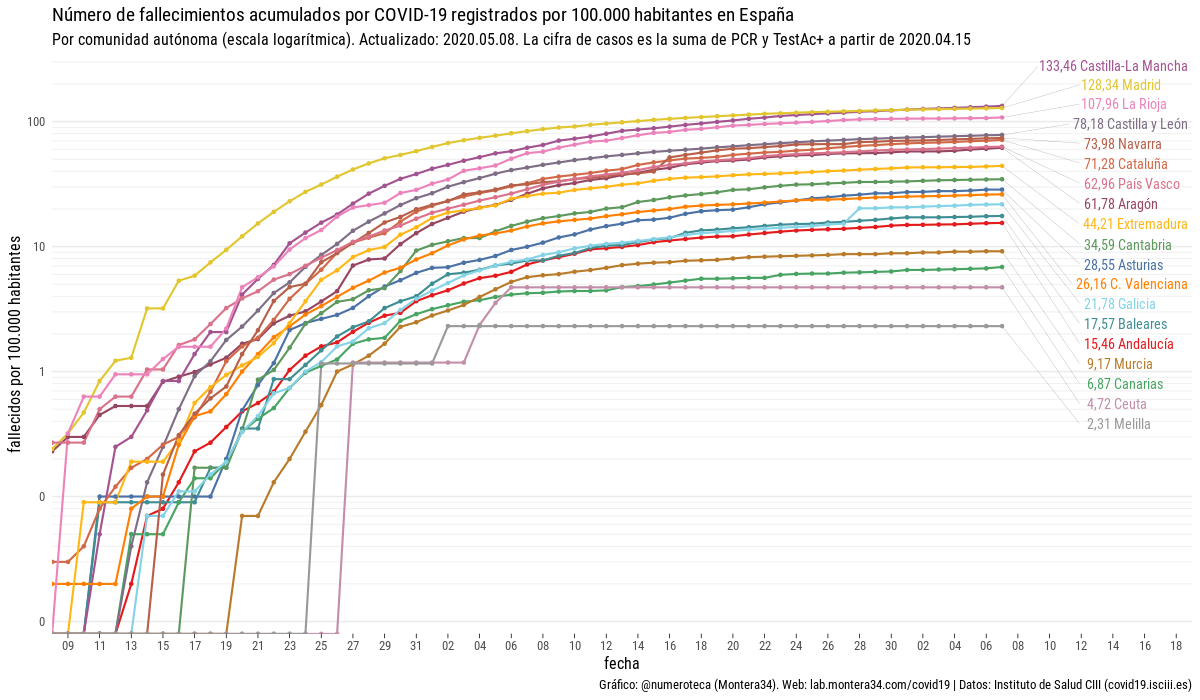 Número de fallecimientos acumulados por COVID-19 registrados por 100.000 habitantes en España
Por comunidad autónoma (escala logarítmica). Actualizado: 2020.05.08. La cifra de casos es la suma de PCR y TestAc+ a partir de 2020.04.15
133,46 Castilla-La Mancha
128,34 Madrid
107,96 La Rioja
78,18 Castilla y León
73,98 Navarra
71,28 Cataluña
62,96 País Vasco
61,78 Aragón
44,21 Extremadura
34,59 Cantabria
28,55 Asturias
26,16 C. Valenciana
21,78 Galicia
17,57 Baleares
15,46 Andalucía
9,17 Murcia
6,87 Canarias
4,72 Ceuta
2,31 Melilla
fallecidos por 100.000 habitantes
100
10
1
0
0
09 11 13 15 17 19 21 23 25 27 29 31 02 04 06 08 10 12 14 16 18 20 22 24 26 28 30 02 04 06 08 10 12 14 16 18
fecha
Gráfico: @numeroteca (Montera34). Web: lab.montera34.com/covid19 | Datos: Instituto de Salud CIII (covid19.isciii.es)